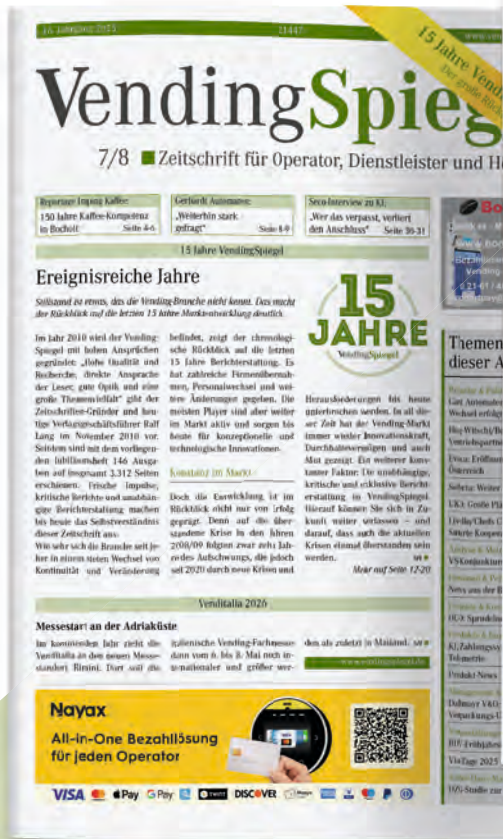 16. Jahrgang 2025
21447
15 Jahre Vend
Der große Rü
VendingSpieg
7/8 ■ Zeitschrift für Operator, Dienstleister und H
Reportage Imping Kaffee:
150 Jahre Kaffee-Kompetenz
in Bocholt Seite 4-6
Gerhardt Automaten:
„Weiterhin stark
gefragt“ Seite 8-9
Seco-Interview zu KI:
„Wer das verpasst, verliert
den Anschluss“ Seite 30-31
15 Jahre VendingSpiegel
Ereignisreiche Jahre
Stillstand ist etwas, das die Vending-Branche nicht kennt. Das macht
der Rückblick auf die letzten 15 Jahre Marktentwicklung deutlich.
15
JAHRE
VendingSpiegel
Im Jahr 2010 wird der Vending-
Spiegel mit hohen Ansprüchen
gegründet: „Hohe Qualität und
Recherche, direkte Ansprache
der Leser, gute Optik und eine
große Themenvielfalt“ gibt der
Zeitschriften-Gründer und heu-
tige Verlagsgeschäftsführer Ralf
Lang im November 2010 vor.
Seitdem sind mit dem vorliegen-
den Jubiläumsheft 146 Ausga-
ben auf insgesamt 3.312 Seiten
erschienen. Frische Impulse,
kritische Berichte und unabhän-
gige Berichterstattung machen
bis heute das Selbstverständnis
dieser Zeitschrift aus.
Wie sehr sich die Branche seit je-
her in einem steten Wechsel von
Kontinuität und Veränderung
befindet, zeigt der chronologi-
sche Rückblick auf die letzten
15 Jahre Berichterstattung. Es
hat zahlreiche Firmenübernah-
men, Personalwechsel und wei-
tere Änderungen gegeben. Die
meisten Player sind aber weiter
im Markt aktiv und sorgen bis
heute für konzeptionelle und
technologische Innovationen.
Konstanz im Markt
Doch die Entwicklung ist im
Rückblick nicht nur von Erfolg
geprägt. Denn auf die über-
standene Krise in den Jahren
2008/09 folgten zwar zehn Jah-
re des Aufschwungs, die jedoch
seit 2020 durch neue Krisen und
Herausforderungen bis heute
unterbrochen werden. In all die-
ser Zeit hat der Vending-Markt
immer wieder Innovationskraft,
Durchhaltevermögen und auch
Mut gezeigt. Ein weiterer kons-
tanter Faktor: Die unabhängige,
kritische und exklusive Bericht-
erstattung in VendingSpiegel.
Hierauf können Sie sich in Zu-
kunft weiter verlassen – und
darauf, dass auch die aktuellen
Krisen einmal überstanden sein
werden.
Mehr auf Seite 12-20
Venditalia 2026
Messestart an der Adriaküste
Im kommenden Jahr zieht die
Venditalia an den neuen Messe-
standort Rimini. Dort soll die
italienische Vending-Fachmesse
dann vom 6. bis 8. Mai noch in-
ternationaler und größer wer-
den als zuletzt in Mailand.
www.vendingspiegel.de
Themen
dieser A
Nayax
All-in-One Bezahllösung
für jeden Operator
VISA Pay G Pay DISCOVER